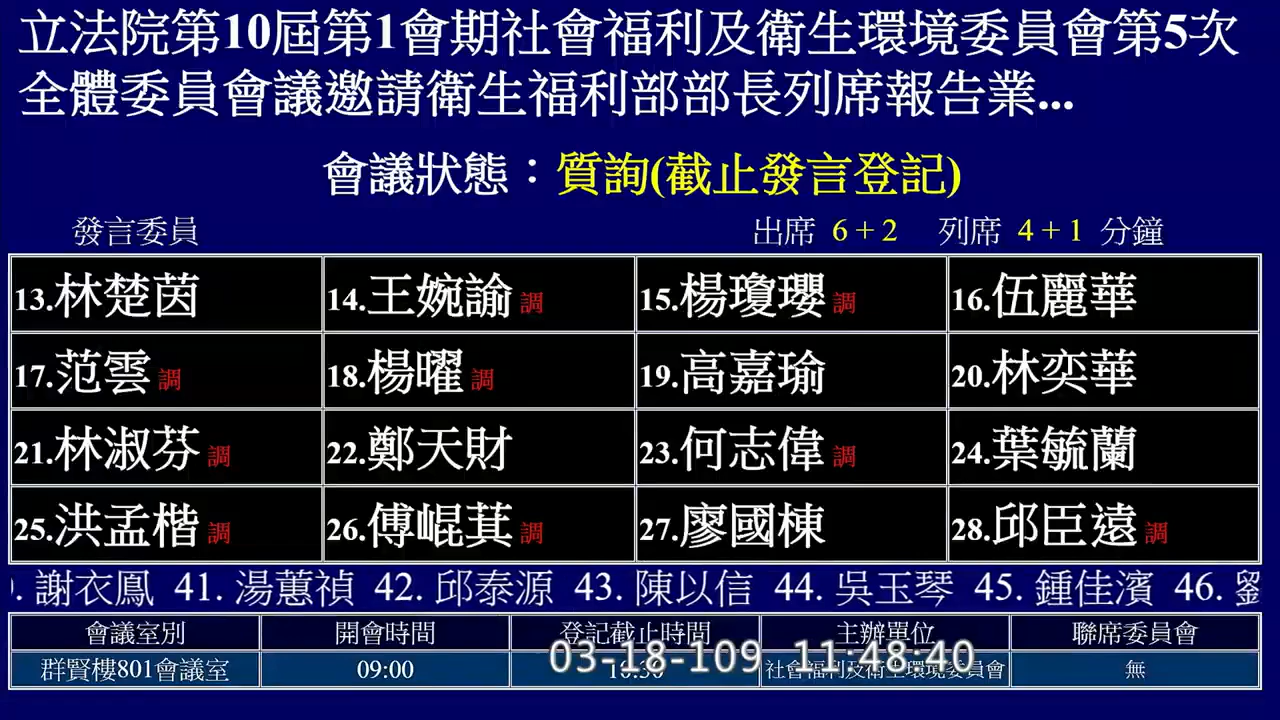 立法院第10屆第1會期社會福利及衛生環境委員會第5次
全體委員會議邀請衛生福利部部長列席報告業...
會議狀態：質詢(截止發言登記)
發言委員 出席 6 + 2 列席 4 + 1 分鐘
13.林楚茵 14.王婉諭 調 15.楊瓊瓔 調 16.伍麗華
17.范雲 調 18.楊曜 調 19.高嘉瑜 20.林奕華
21.林淑芬 調 22.鄭天財 23.何志偉 調 24.葉毓蘭
25.洪孟楷 調 26.傅崐萁 調 27.廖國棟 28.邱臣遠 調
謝衣鳳 41. 湯蕙禎 42. 邱泰源 43. 陳以信 44. 吳玉琴 45. 鍾佳濱 46.
會議室別 開會時間 登記截止時間 主辦單位 聯席委員會
群賢樓801會議室 09:00 10:30 社會福利及衛生環境委員會 無
03-18-109 11:48:40